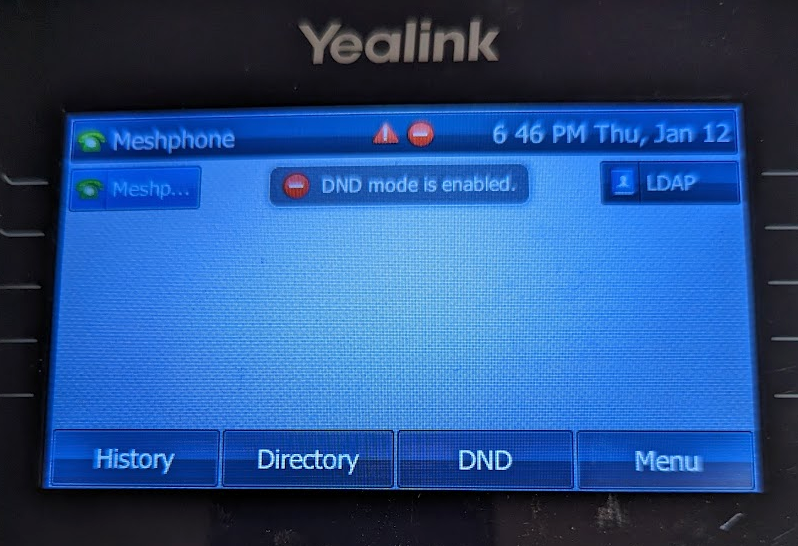 Yealink
Meshphone 6 46 PM Thu, Jan 12
Meshp... DND mode is enabled. LDAP
History Directory DND Menu